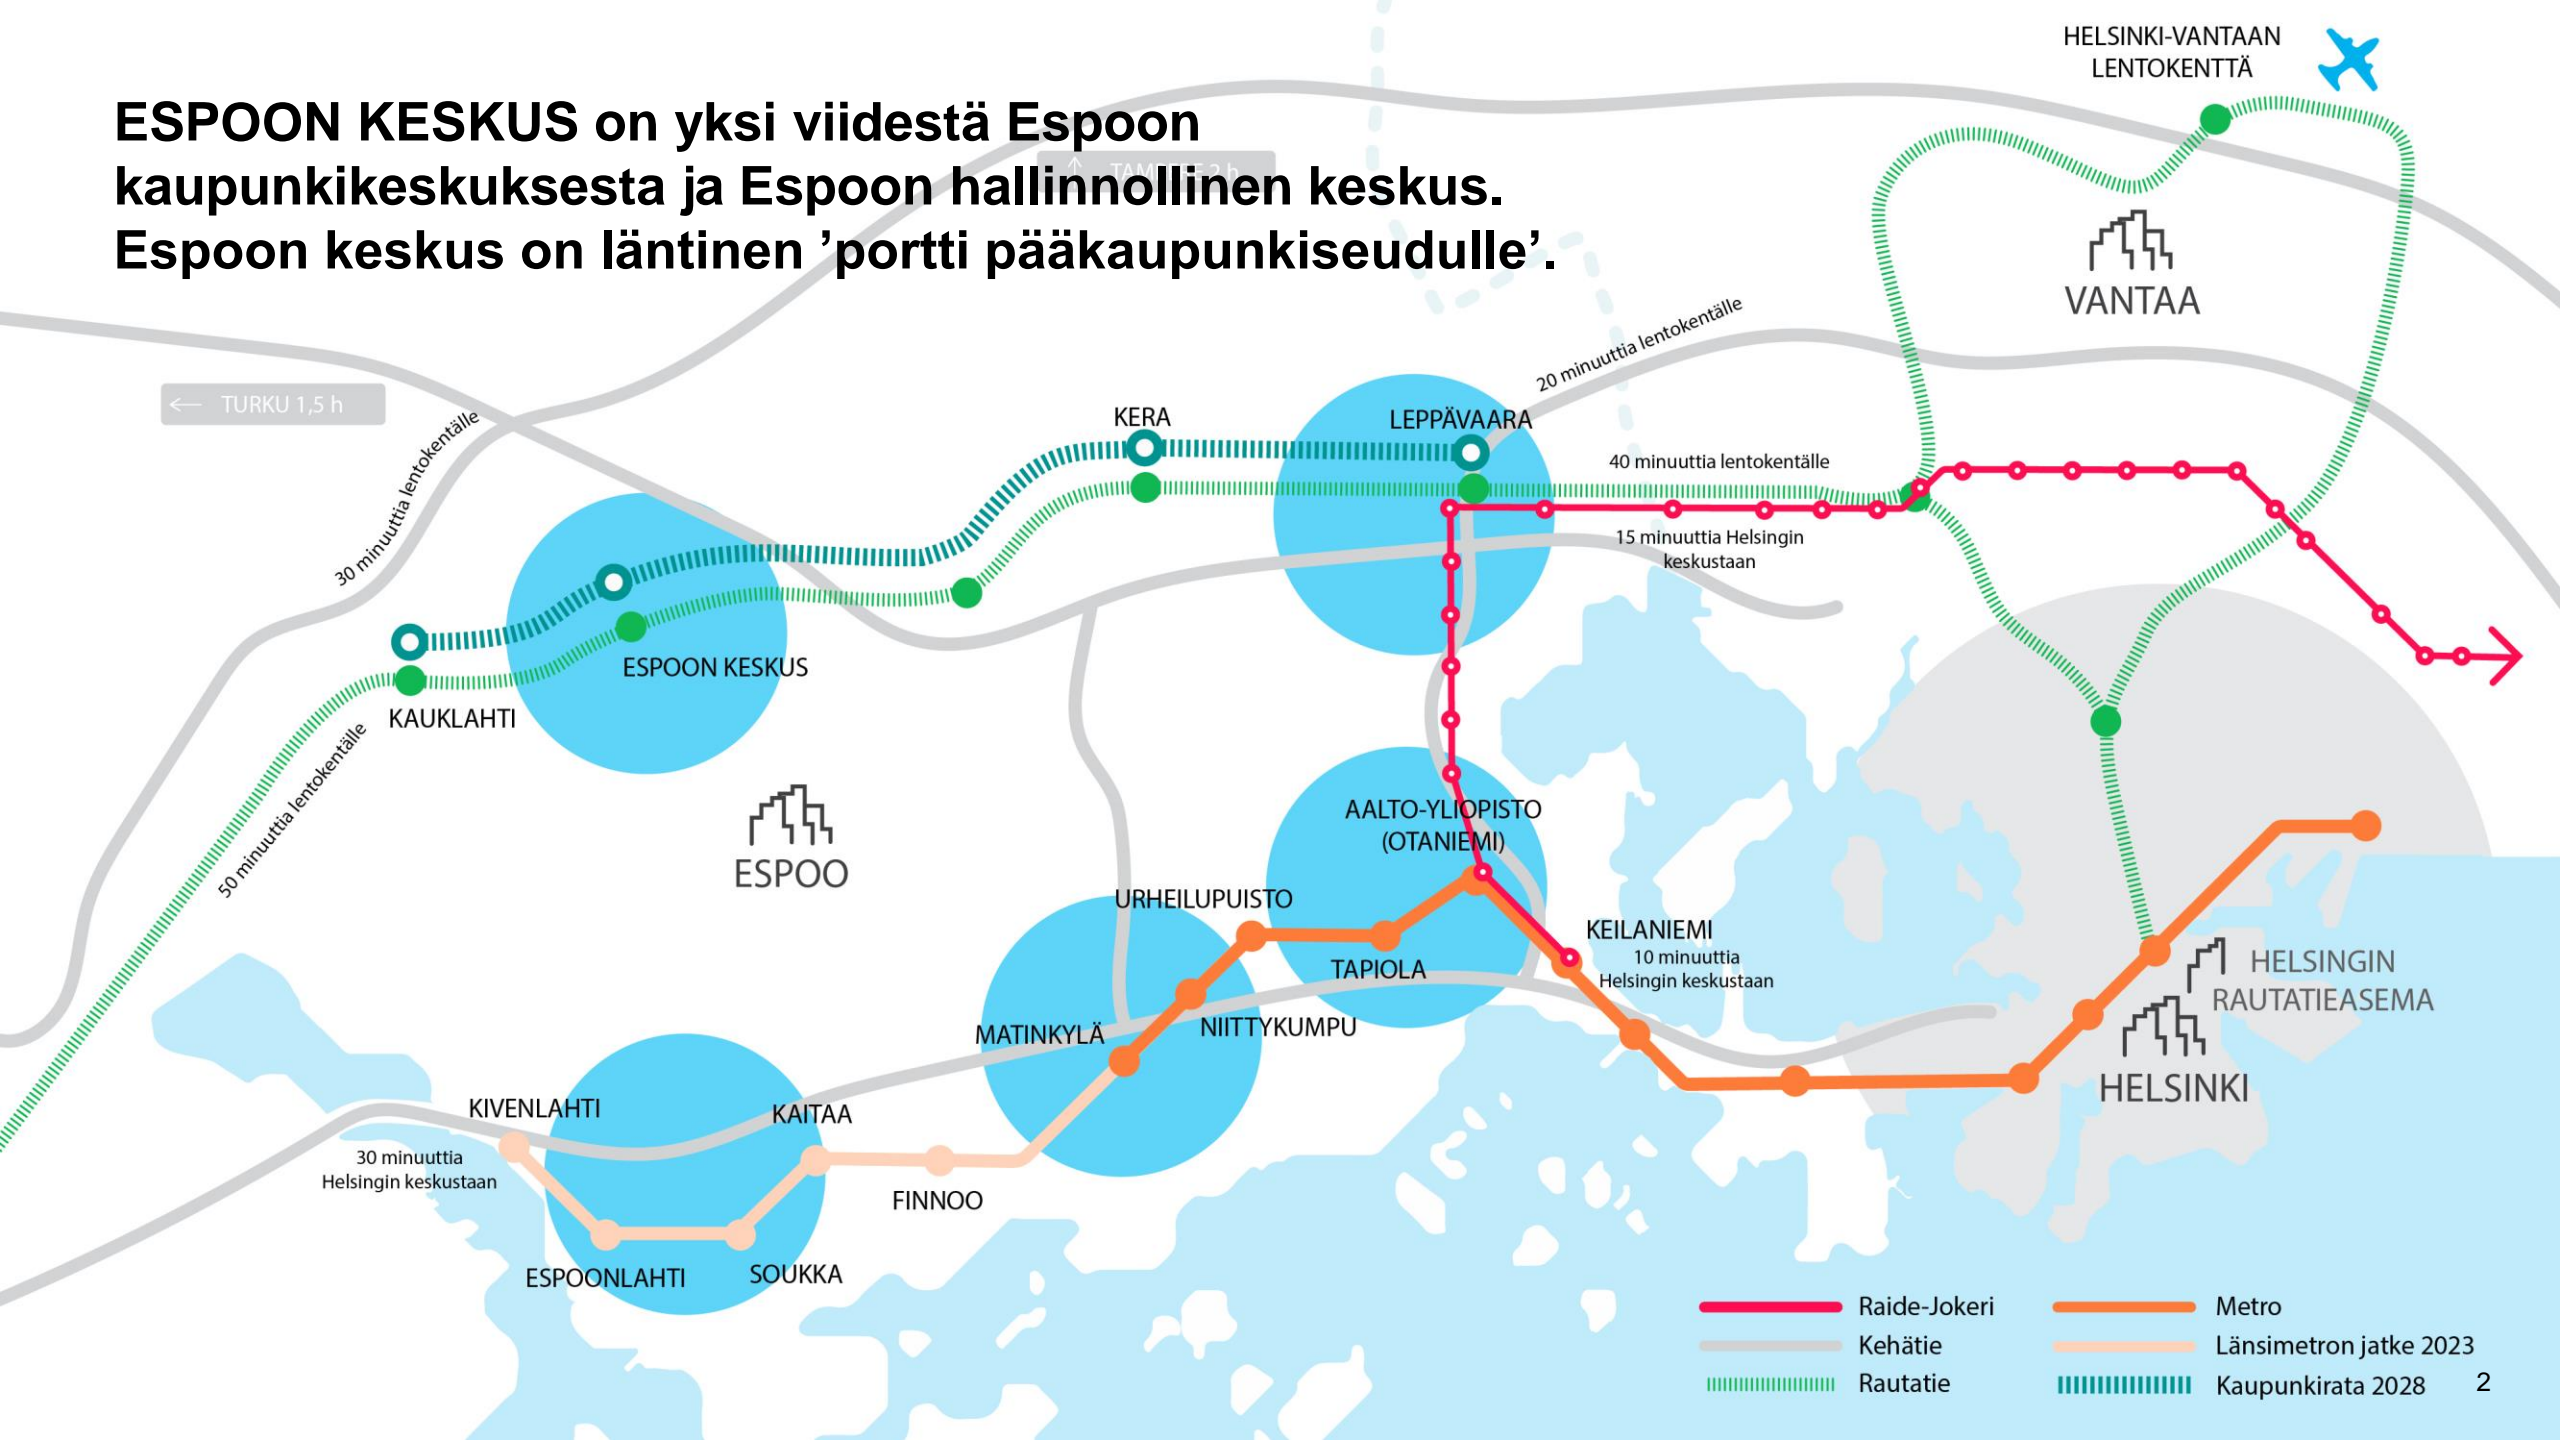 HELSINKI-VANTAAN
LENTOKENTTÄ
ESPOON KESKUS on yksi viidestä Espoon
kaupunkikeskuksesta ja Espoon hallinnollinen keskus.
Espoon keskus on läntinen ’portti pääkaupunkiseudulle’.
↑ TAMPERE 2 h
VANTAA
20 minuuttia lentokentälle
← TURKU 1,5 h
30 minuuttia lentokentälle
KERA
LEPPÄVAARA
40 minuuttia lentokentälle
15 minuuttia Helsingin
keskustaan
ESPOON KESKUS
KAUKLAHTI
50 minuuttia lentokentälle
ESPOO
AALTO-YLIOPISTO
(OTANIEMI)
URHEILUPUISTO
KEILANIEMI
10 minuuttia
Helsingin keskustaan
TAPIOLA
HELSINGIN
RAUTATIEASEMA
MATINKYLÄ
NIITTYKUMPU
HELSINKI
KIVENLAHTI
30 minuuttia
Helsingin keskustaan
KAITAA
FINNOO
ESPOONLAHTI
SOUKKA
Raide-Jokeri
Metro
Kehätie
Länsimetron jatke 2023
Rautatie
Kaupunkirata 2028
2